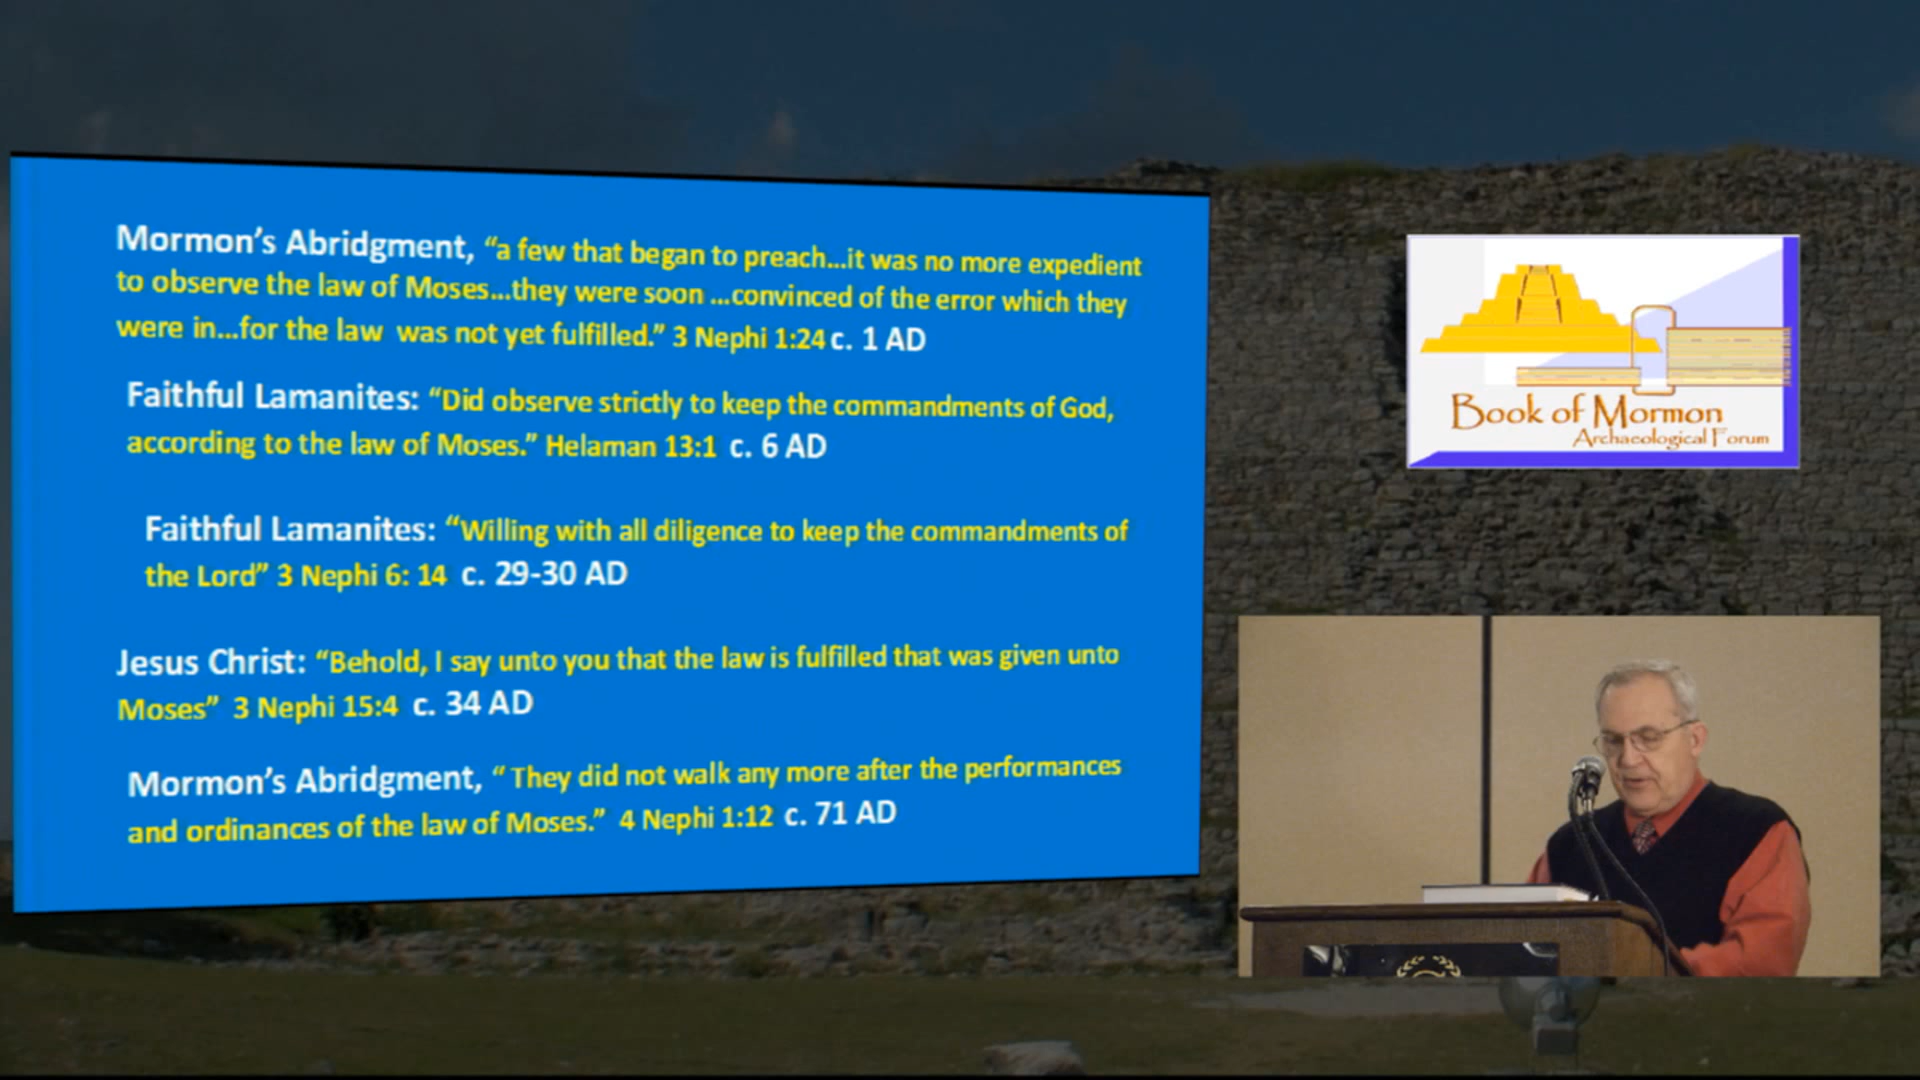 Mormon's Abridgment, “a few that began to preach...it was no more expedient
to observe the law of Moses...they were soon ...convinced of the error which they
were in...for the law was not yet fulfilled.” 3 Nephi 1:24 c. 1 AD
Faithful Lamanites: “Did observe strictly to keep the commandments of God,
according to the law of Moses.” Helaman 13:1 c. 6 AD
Faithful Lamanites: “Willing with all diligence to keep the commandments of
the Lord” 3 Nephi 6: 14 c. 29-30 AD
Jesus Christ: “Behold, I say unto you that the law is fulfilled that was given unto
Moses” 3 Nephi 15:4 c. 34 AD
Mormon's Abridgment, “ They did not walk any more after the performances
and ordinances of the law of Moses.” 4 Nephi 1:12 c. 71 AD
Book of Mormon
Archaeological Forum